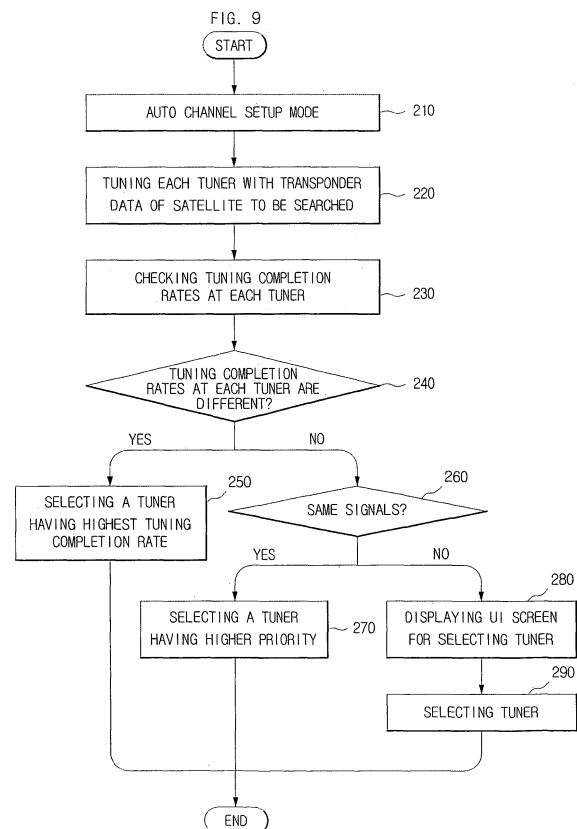 FIG. 9
START
AUTO CHANNEL SETUP MODE
210
TUNING EACH TUNER WITH TRANSPONDER
DATA OF SATELLITE TO BE SEARCHED
220
CHECKING TUNING COMPLETION
RATES AT EACH TUNER
230
TUNING COMPLETION
RATES AT EACH TUNER ARE
DIFFERENT?
240
YES
NO
250
SELECTING A TUNER
HAVING HIGHEST TUNING
COMPLETION RATE
260
SAME SIGNALS?
YES
NO
SELECTING A TUNER
HAVING HIGHER PRIORITY
270
280
DISPLAYING UI SCREEN
FOR SELECTING TUNER
290
SELECTING TUNER
END